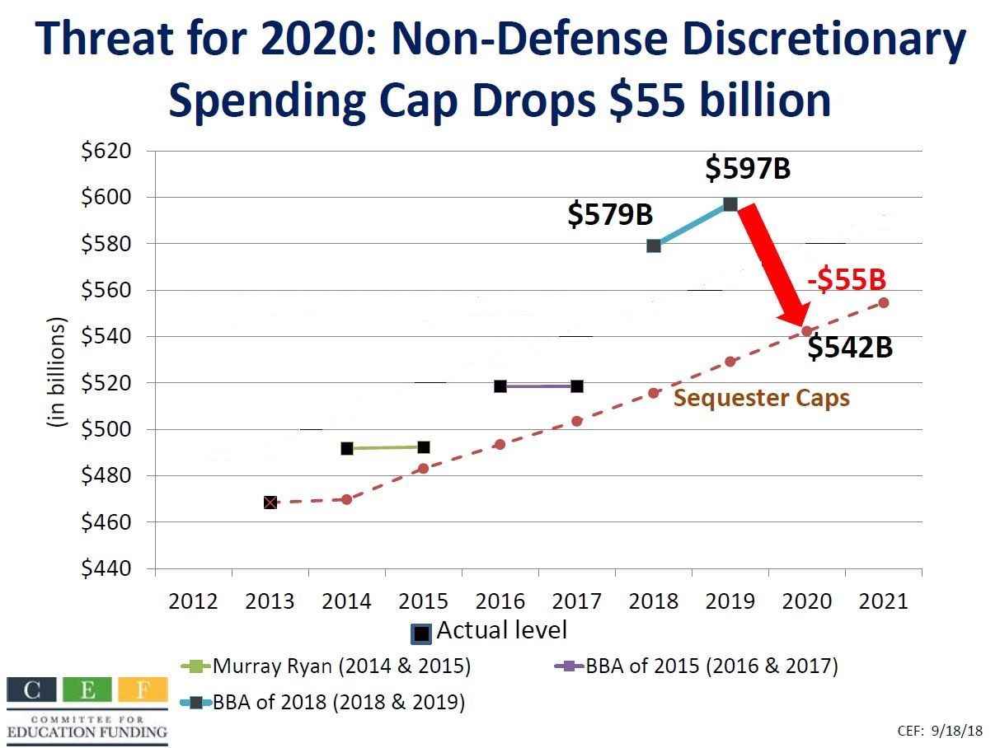 Threat for 2020: Non-Defense Discretionary
Spending Cap Drops $55 billion
$620
$600
$580
$560
$540
$520
$500
$480
$460
$440
(in billions)
$597B
$579B
-$55B
$542B
Sequester Caps
2012 2013 2014 2015 2016 2017 2018 2019 2020 2021
Actual level
Murray Ryan (2014 & 2015) BBA of 2015 (2016 & 2017)
BBA of 2018 (2018 & 2019)
C E F
COMMITTEE FOR
EDUCATION FUNDING
CEF: 9/18/18